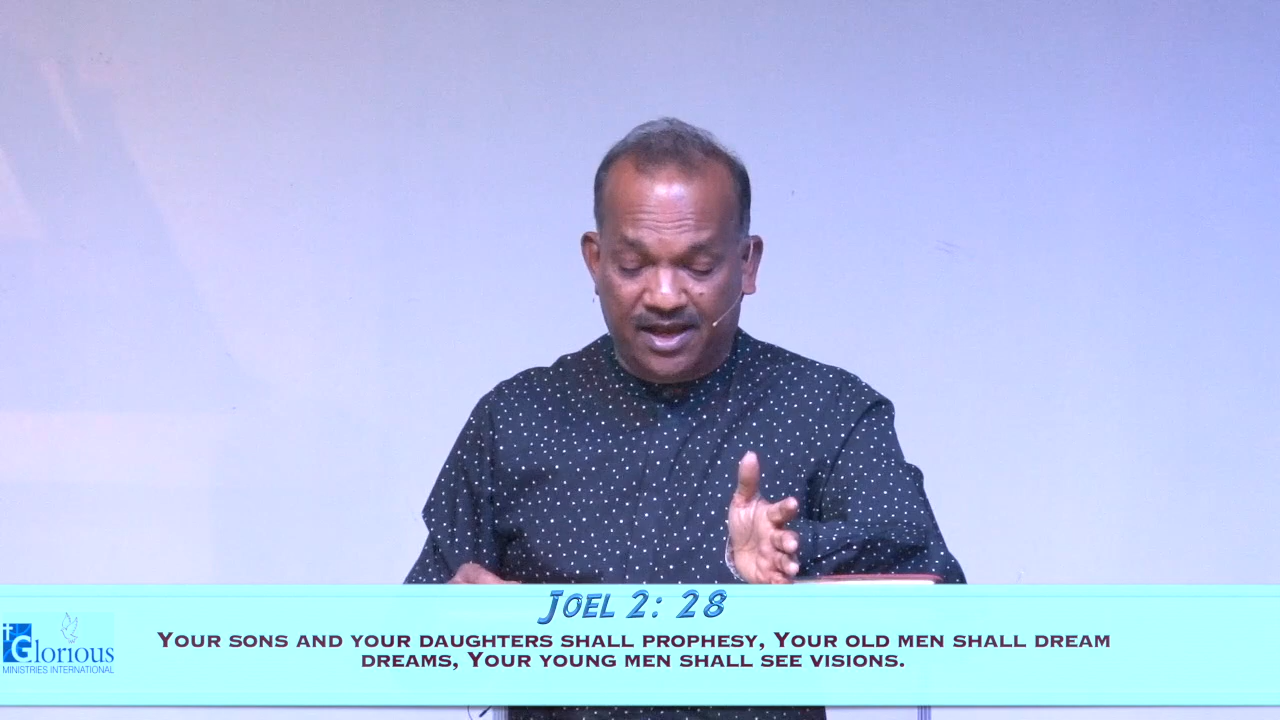 Joel 2: 28
Your sons and your daughters shall prophesy, Your old men shall dream
dreams, Your young men shall see visions.
Glorious
MINISTRIES INTERNATIONAL